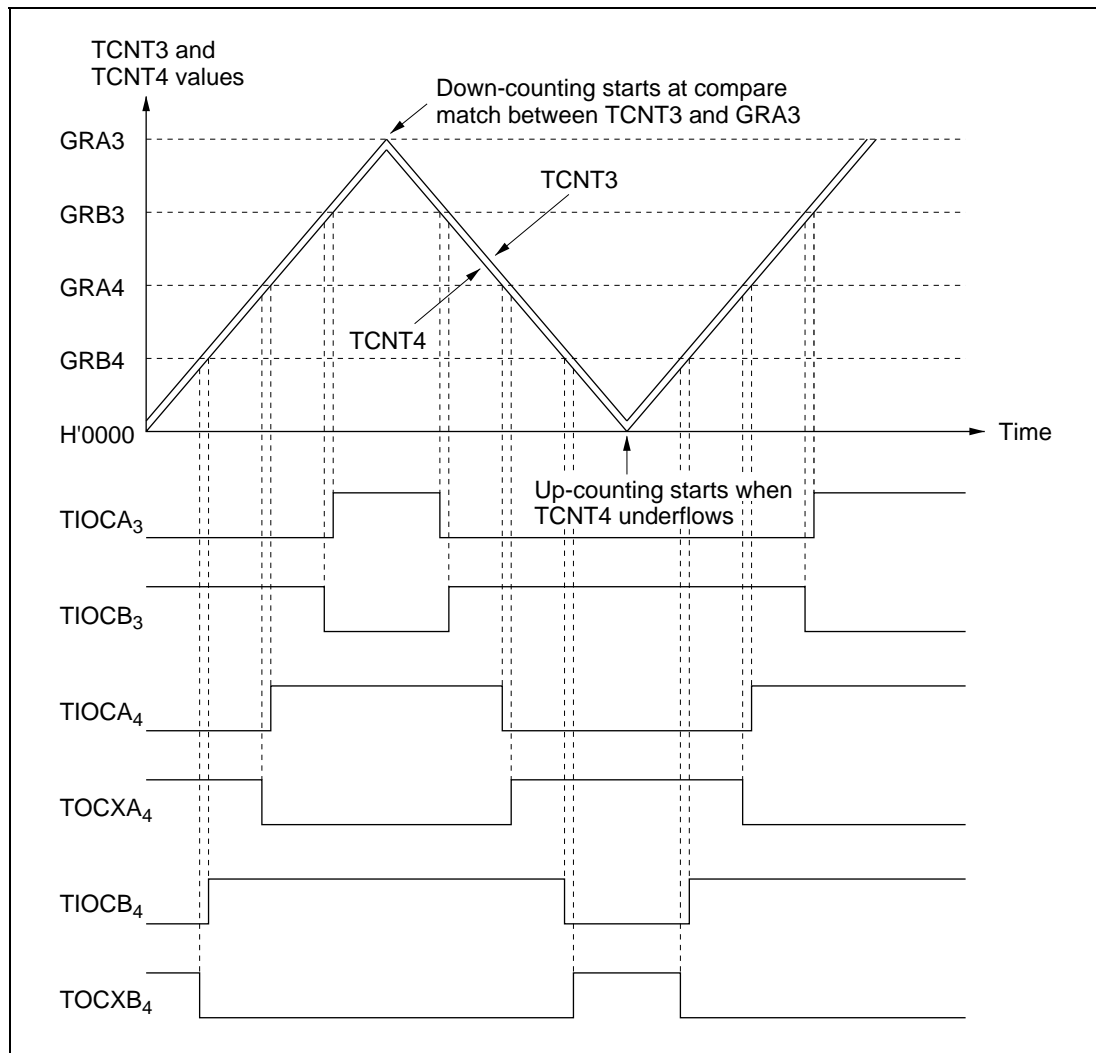 TCNT3 and
TCNT4 values
Down-counting starts at compare
match between TCNT3 and GRA3
GRA3
TCNT3
GRB3
GRA4
TCNT4
GRB4
H'0000
Time
Up-counting starts when
TCNT4 underflows
TIOCA3
TIOCB3
TIOCA4
TOCXA4
TIOCB4
TOCXB4